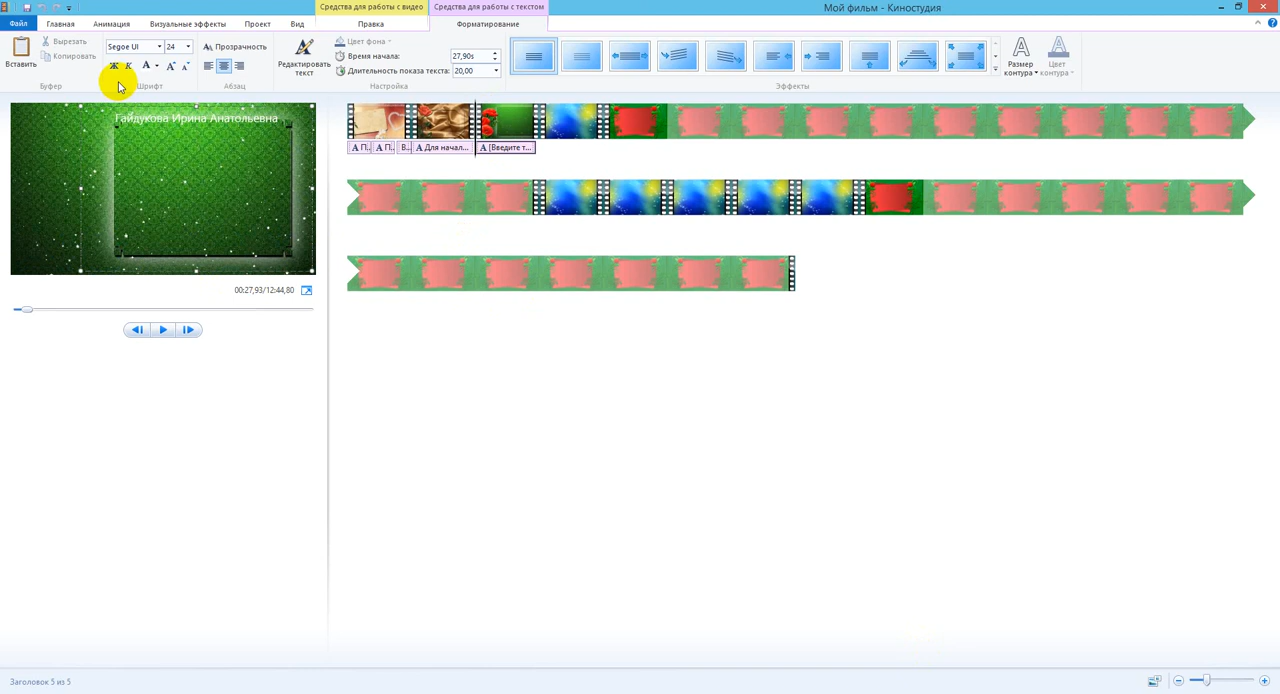 Средства для работы с видео
Средства для работы с текстом
Мой фильм - Киностудия
Файл
Главная
Анимация
Визуальные эффекты
Проект
Вид
Правка
Форматирование
Вставить
Вырезать
Копировать
Буфер
Segoe UI
24
Ж К А А А
Шрифт
Прозрачность
Абзац
Редактировать текст
Цвет фона
Время начала:
27,90s
Длительность показа текста:
20,00
Настройка
Эффекты
Размер контура
Цвет контура
Гайдукова Ирина Анатольевна
А П..
А П..
В..
А Для начал...
А [Введите т...
00:27,93/12:44,80
Заголовок 5 из 5